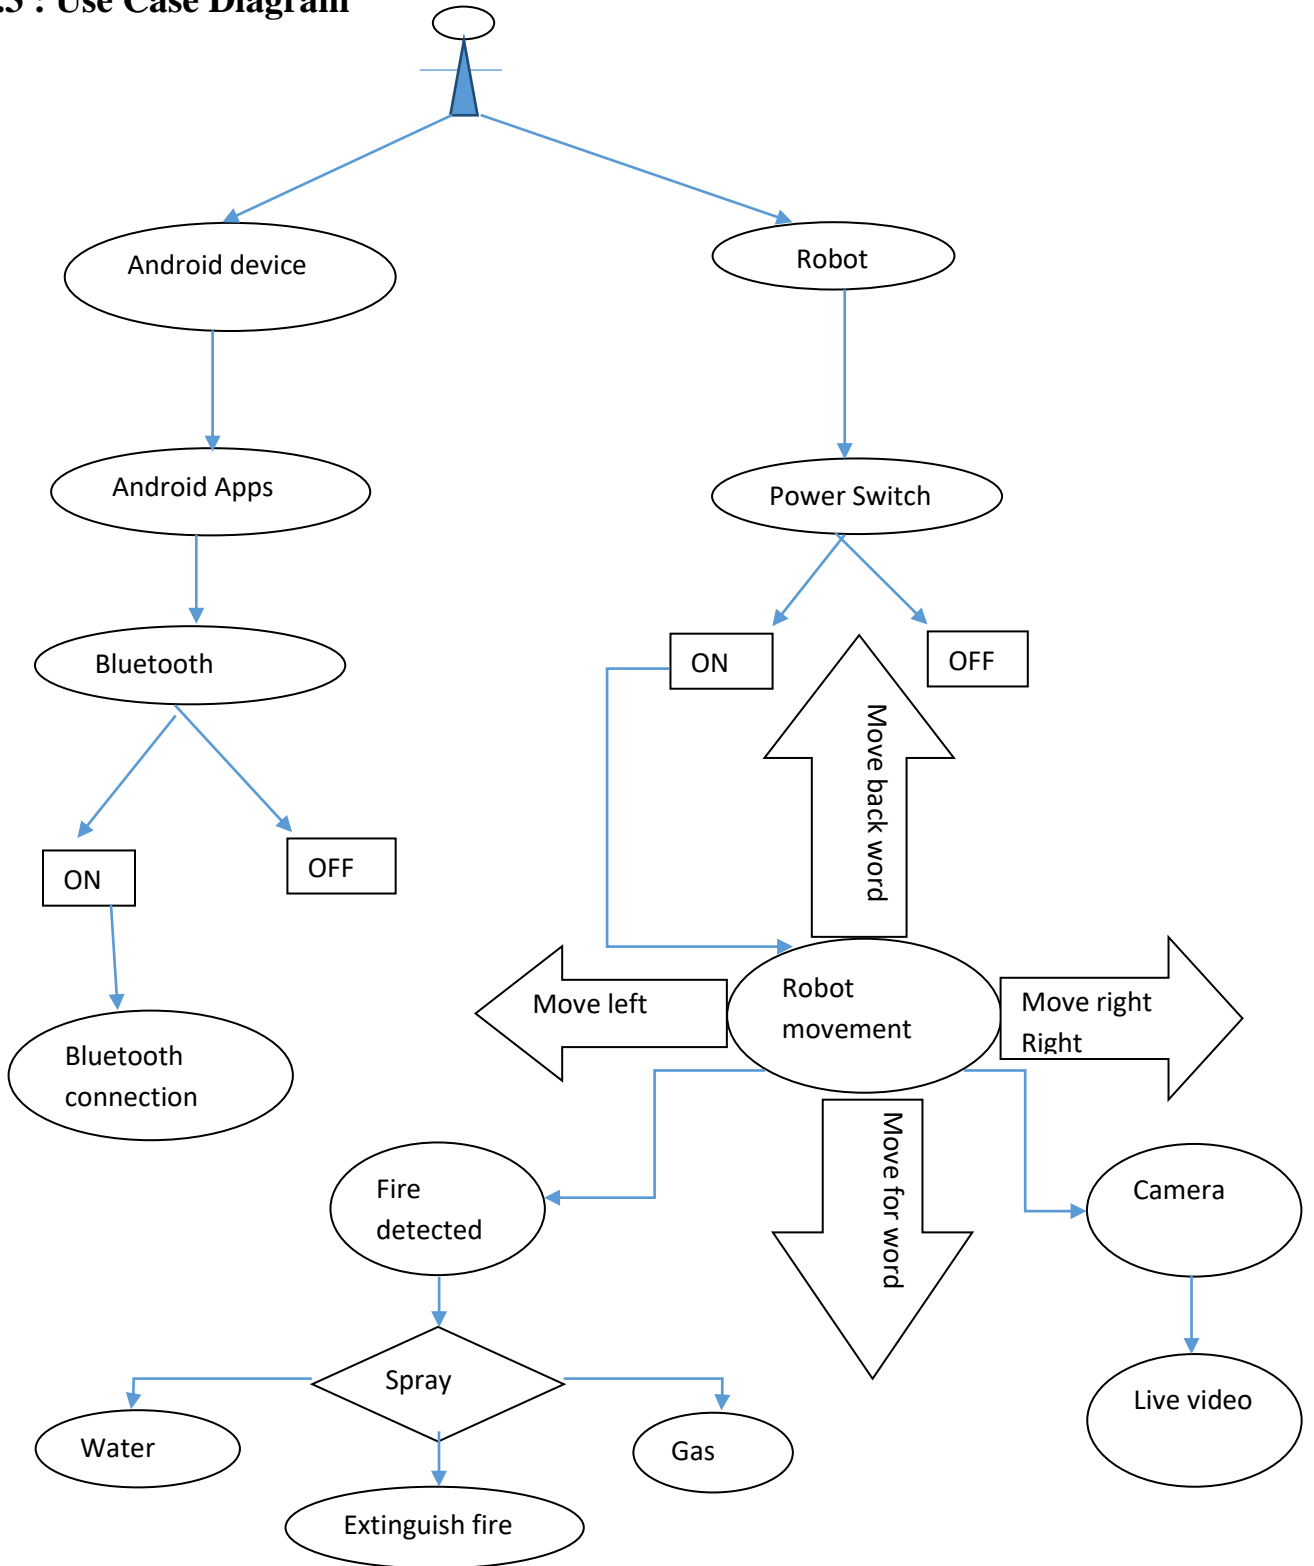 .3 : Use Case Diagram
Android device
Robot
Android Apps
Power Switch
Bluetooth
ON
OFF
Move back word
ON
OFF
Robot
movement
Move left
Move right
Right
Bluetooth
connection
Move for word
Fire
detected
Camera
Spray
Live video
Water
Gas
Extinguish fire